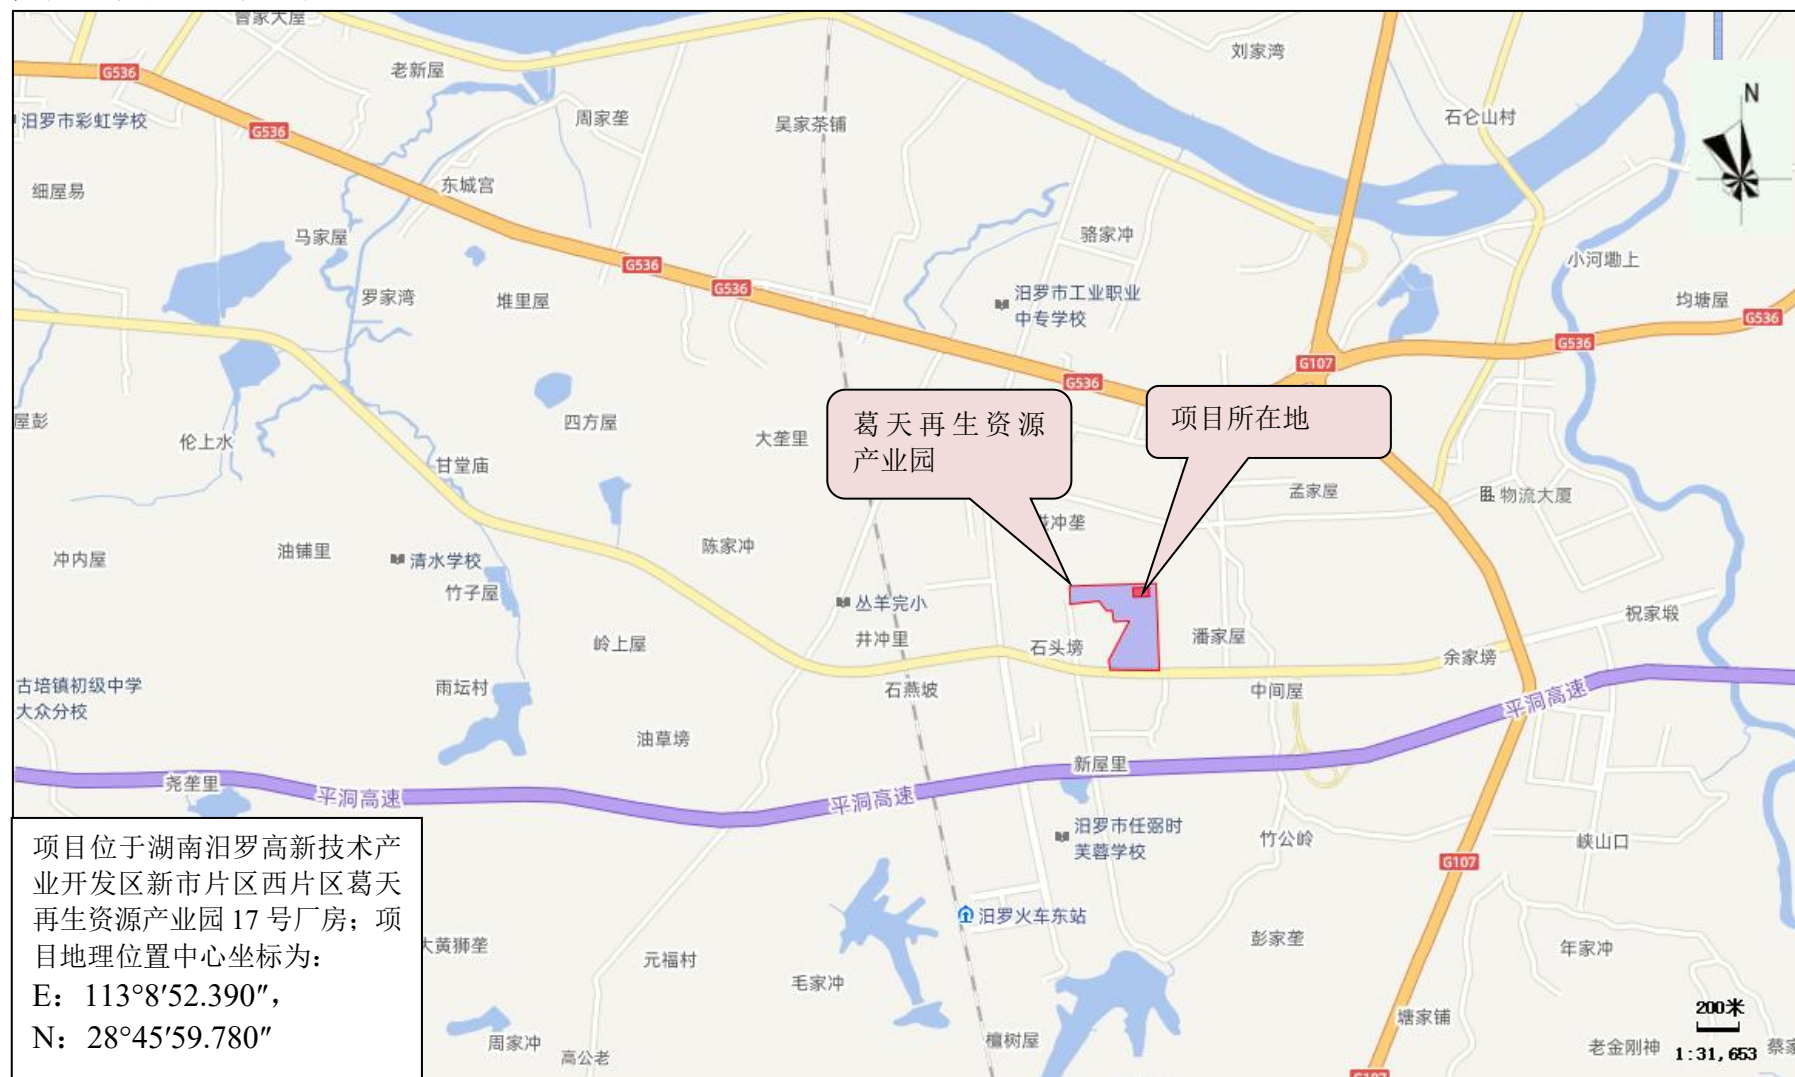 老新屋
刘家湾
G536
汨罗市彩虹学校
G536
周家垄
吴家茶铺
石仑山村
N
细屋易
东城宫
马家屋
骆家冲
小河塅上
G536
G536
罗家湾
堆里屋
汨罗市工业职业
中专学校
均塘屋
G536
G536
G107
G536
屋彭
伦上水
四方屋
大垄里
葛天再生资源
产业园
项目所在地
甘堂庙
孟家屋
物流大厦
冲垄
冲内屋
油铺里
清水学校
陈家冲
竹子屋
丛羊完小
井冲里
岭上屋
石头塝
潘家屋
祝家塅
余家塝
古培镇初级中学
大众分校
雨坛村
石燕坡
中间屋
平洞高速
油草塝
新屋里
尧垄里
平洞高速
平洞高速
汨罗市任弼时
芙蓉学校
竹公岭
峡山口
G107
项目位于湖南汨罗高新技术产
业开发区新市片区西片区葛天
再生资源产业园 17 号厂房；项
目地理位置中心坐标为：
E：113°8′52.390″，
N：28°45′59.780″
汨罗火车东站
大黄狮垄
元福村
毛家冲
彭家垄
年家冲
200米
塘家铺
周家冲
高公老
檀树屋
老金刚神
1:31,653